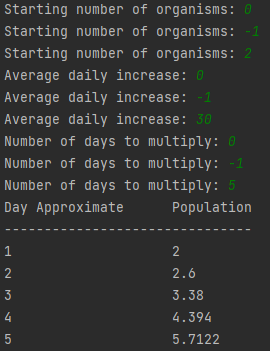 Starting number of organisms: 0
Starting number of organisms: -1
Starting number of organisms: 2
Average daily increase: 0
Average daily increase: -1
Average daily increase: 30
Number of days to multiply: 0
Number of days to multiply: -1
Number of days to multiply: 5
Day Approximate      Population
-------------------------------
1                    2
2                    2.6
3                    3.38
4                    4.394
5                    5.7122